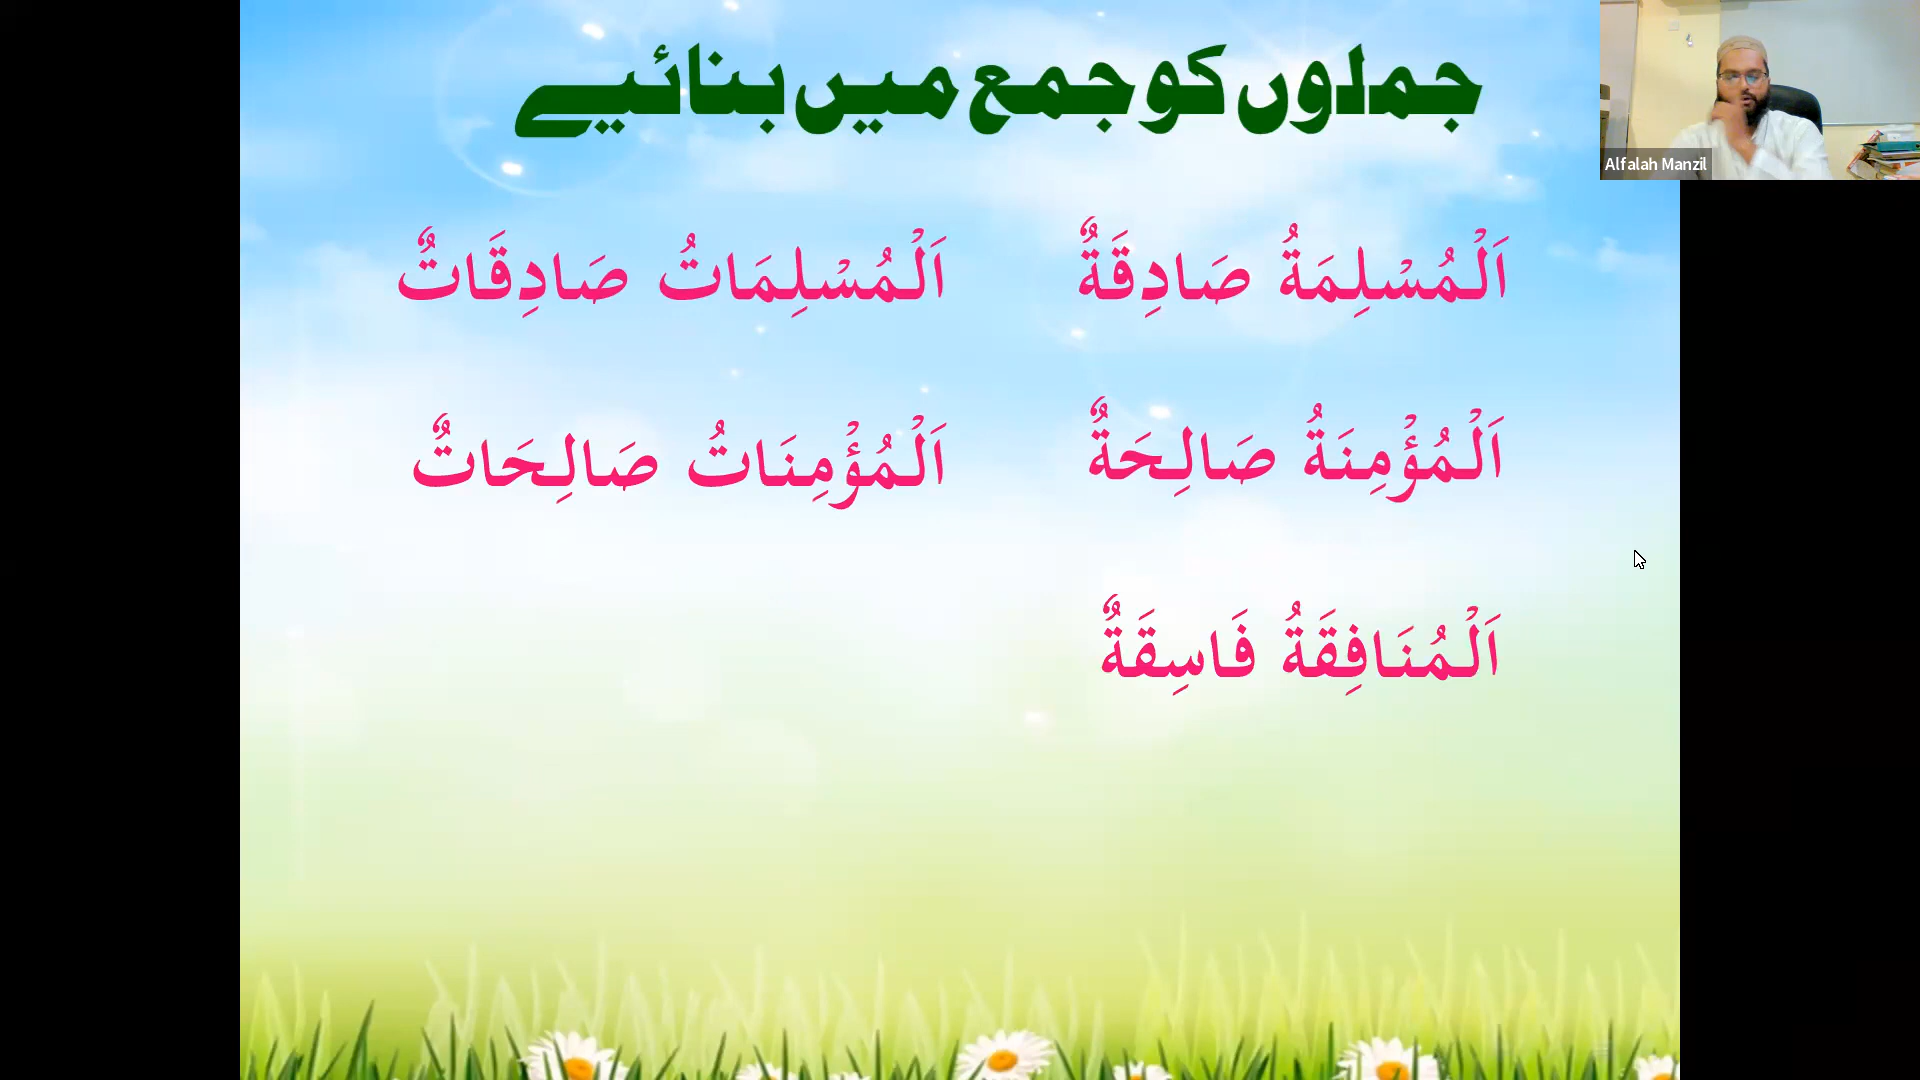 جملوں کو جمع میں بنائیے
اَلْمُسْلِمَةُ صَادِقَةٌ اَلْمُسْلِمَاتُ صَادِقَاتٌ
اَلْمُؤْمِنَةُ صَالِحَةٌ اَلْمُؤْمِنَاتُ صَالِحَاتٌ
اَلْمُنَافِقَةُ فَاسِقَةٌ
Alfalah Manzil